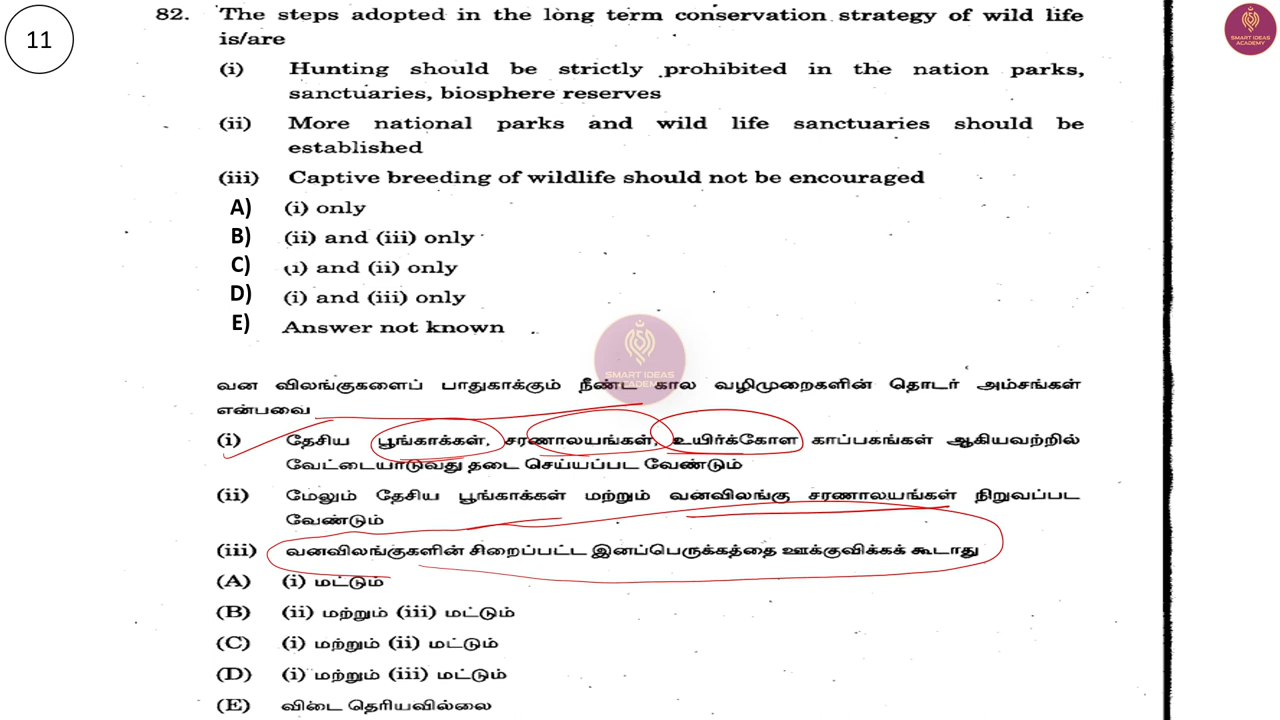 11
SMART IDEAS
ACADEMY
82. The steps adopted in the long term conservation strategy of wild life
is/are
(i) Hunting should be strictly prohibited in the nation parks,
sanctuaries, biosphere reserves
(ii) More national parks and wild life sanctuaries should be
established
(iii) Captive breeding of wildlife should not be encouraged
A) (i) only
B) (ii) and (iii) only
C) (i) and (ii) only
D) (i) and (iii) only
E) Answer not known
SMART IDEAS
ACADEMY
வன விலங்குகளைப் பாதுகாக்கும் நீண்ட கால வழிமுறைகளின் தொடர் அம்சங்கள்
என்பவை
(i) தேசிய பூங்காக்கள், சரணாலயங்கள், உயிர்க்கோள காப்பகங்கள் ஆகியவற்றில்
வேட்டையாடுவது தடை செய்யப்பட வேண்டும்
(ii) மேலும் தேசிய பூங்காக்கள் மற்றும் வனவிலங்கு சரணாலயங்கள் நிறுவப்பட
வேண்டும்
(iii) வனவிலங்குகளின் சிறைப்பட்ட இனப்பெருக்கத்தை ஊக்குவிக்கக் கூடாது
(A) (i) மட்டும்
(B) (ii) மற்றும் (iii) மட்டும்
(C) (i) மற்றும் (ii) மட்டும்
(D) (i) மற்றும் (iii) மட்டும்
(E) விடை தெரியவில்லை